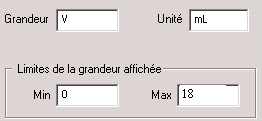 Grandeur V Unité mL
Limites de la grandeur affichée
Min 0 Max 18